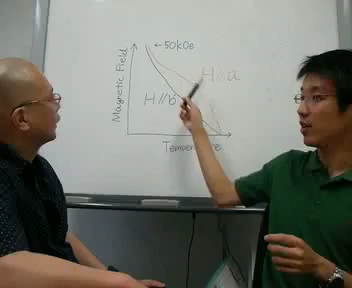 ←50kOe
H//a
Magnetic Field
H//b
Temperature